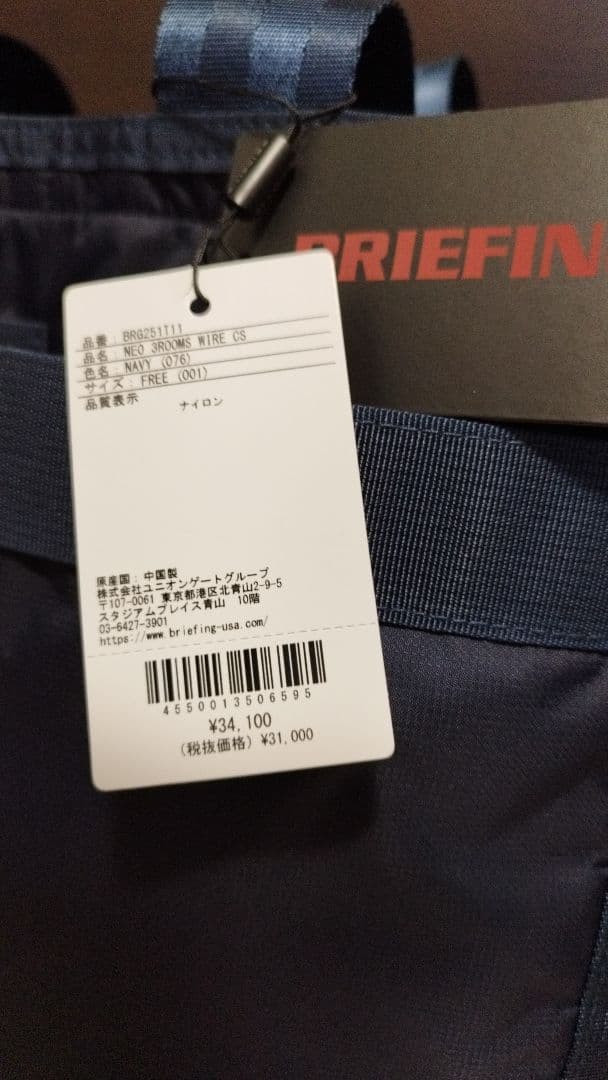 BRIEFIN
品番：BRG251T11
品名：NEO 3ROOMS WIRE CS
色名：NAVY (076)
サイズ：FREE (001)
品質表示 ナイロン
原産国：中国製
株式会社ユニオンゲートグループ
〒107-0061 東京都港区北青山2-9-5
スタジアムプレイス青山 10階
03-6427-3901
https://www.briefing-usa.com/
4550013506595
¥34,100
(税抜価格) ¥31,000